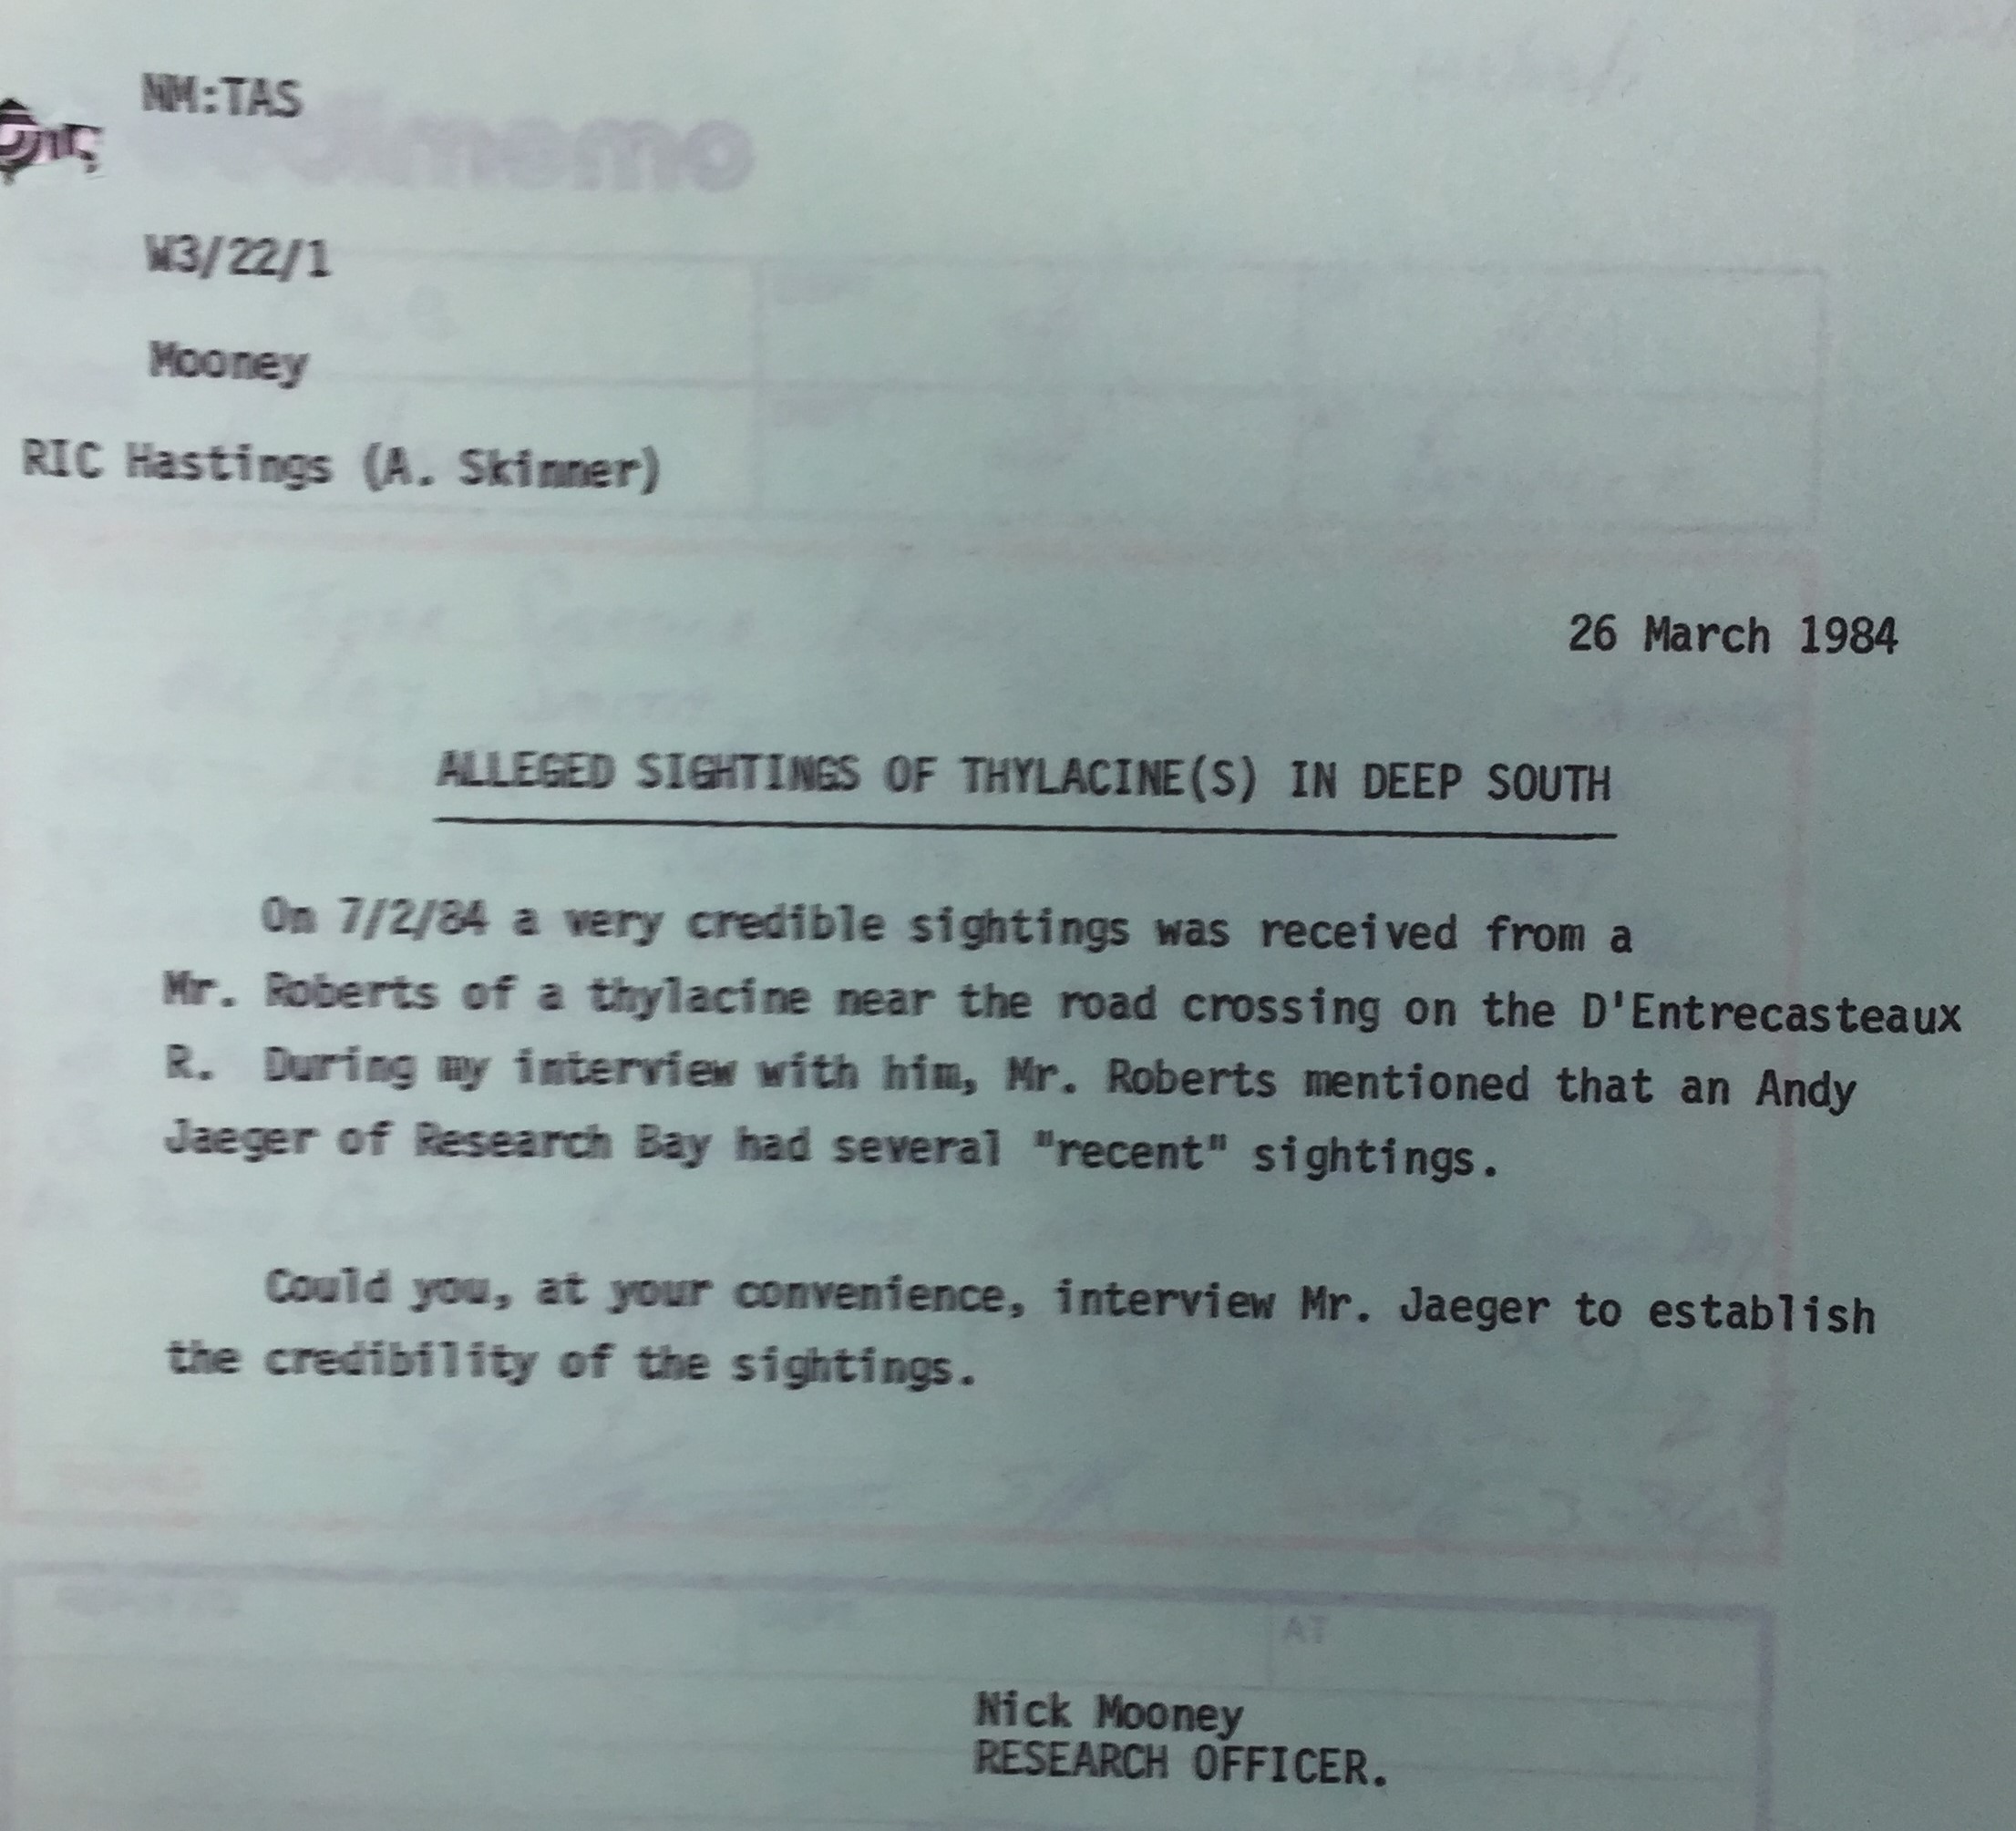 NM:TAS
W3/22/1
Mooney
RIC Hastings (A. Skinner)
26 March 1984
ALLEGED SIGHTINGS OF THYLACINE(S) IN DEEP SOUTH
On 7/2/84 a very credible sightings was received from a
Mr. Roberts of a thylacine near the road crossing on the D'Entrecasteaux
R. During my interview with him, Mr. Roberts mentioned that an Andy
Jaeger of Research Bay had several "recent" sightings.
Could you, at your convenience, interview Mr. Jaeger to establish
the credibility of the sightings.
AT
Nick Mooney
RESEARCH OFFICER.